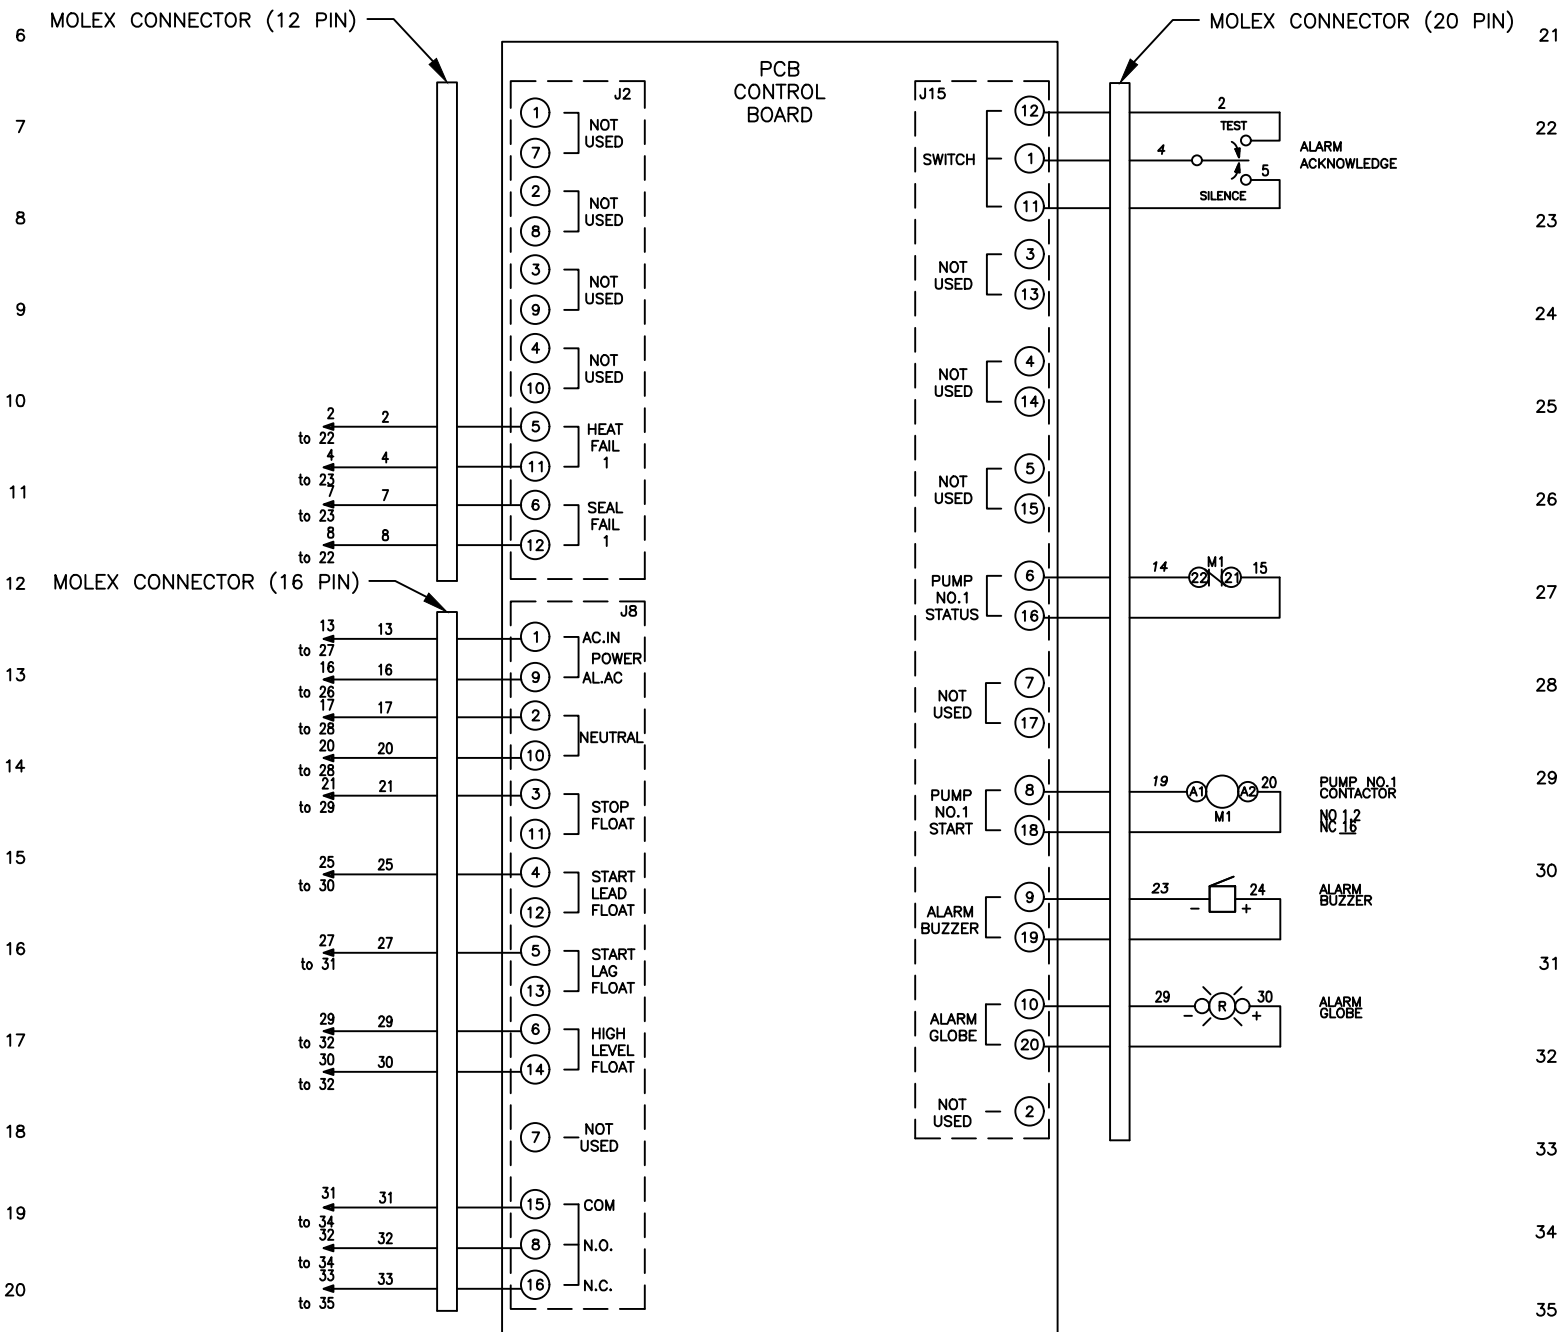 6
MOLEX CONNECTOR (12 PIN)
7
8
9
10
11
12
13
14
15
16
17
18
19
20
2
to 22
2
4
to 23
4
7
to 23
7
8
to 22
8
MOLEX CONNECTOR (16 PIN)
13
to 27
13
16
to 26
16
17
to 28
17
20
to 28
20
21
to 29
21
25
to 30
25
27
to 31
27
29
to 32
29
30
to 32
30
31
to 34
31
32
to 34
32
33
to 35
33
PCB
CONTROL
BOARD
J2
1
7
NOT
USED
2
8
NOT
USED
3
9
NOT
USED
4
10
NOT
USED
5
11
HEAT
FAIL
1
6
12
SEAL
FAIL
1
J8
1
AC.IN
POWER
9
AL.AC
2
10
NEUTRAL
3
11
STOP
FLOAT
4
12
START
LEAD
FLOAT
5
13
START
LAG
FLOAT
6
14
HIGH
LEVEL
FLOAT
7
NOT
USED
15
COM
8
N.O.
16
N.C.
J15
SWITCH
12
1
11
NOT
USED
3
13
NOT
USED
4
14
NOT
USED
5
15
PUMP
NO.1
STATUS
6
16
NOT
USED
7
17
PUMP
NO.1
START
8
18
ALARM
BUZZER
9
19
ALARM
GLOBE
10
20
NOT
USED
2
MOLEX CONNECTOR (20 PIN)
2
TEST
4
5
SILENCE
ALARM
ACKNOWLEDGE
14
M1
22
21
15
19
A1
A2
20
M1
PUMP NO.1
CONTACTOR
NO 1,2
NC 16
23
24
- +
ALARM
BUZZER
29
R
30
- +
ALARM
GLOBE
21
22
23
24
25
26
27
28
29
30
31
32
33
34
35